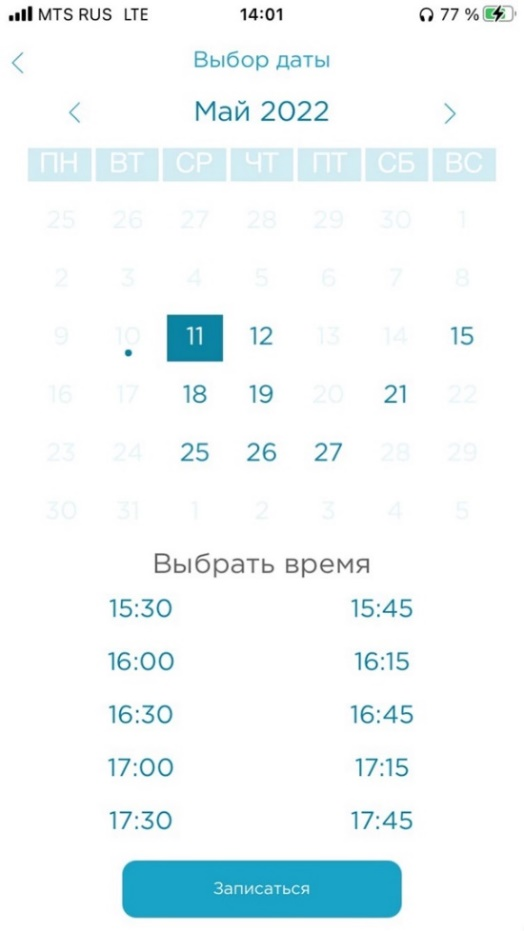 MTS RUS LTE 14:01 77 %
Выбор даты
Май 2022
ПН ВТ СР ЧТ ПТ СБ ВС
25 26 27 28 29 30 1
2 3 4 5 6 7 8
9 10 11 12 13 14 15
16 17 18 19 20 21 22
23 24 25 26 27 28 29
30 31 1 2 3 4 5
Выбрать время
15:30 15:45
16:00 16:15
16:30 16:45
17:00 17:15
17:30 17:45
Записаться